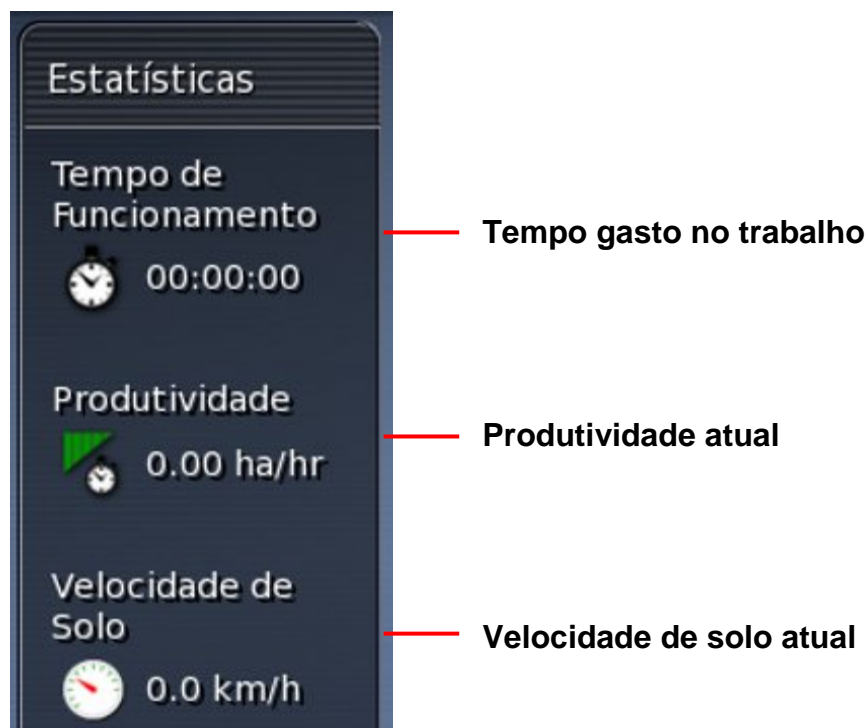 Estatísticas
Tempo de
Funcionamento
00:00:00
Tempo gasto no trabalho
Produtividade
0.00 ha/hr
Produtividade atual
Velocidade de
Solo
0.0 km/h
Velocidade de solo atual